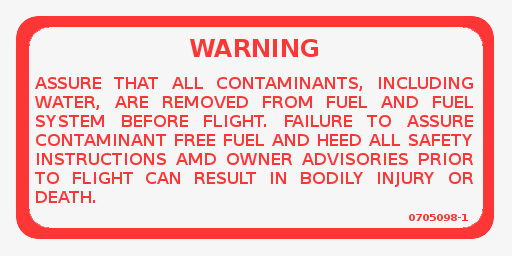 WARNING
ASSURE THAT ALL CONTAMINANTS, INCLUDING
WATER, ARE REMOVED FROM FUEL AND FUEL
SYSTEM BEFORE FLIGHT. FAILURE TO ASSURE
CONTAMINANT FREE FUEL AND HEED ALL SAFETY
INSTRUCTIONS AMD OWNER ADVISORIES PRIOR
TO FLIGHT CAN RESULT IN BODILY INJURY OR
DEATH.
0705098-1